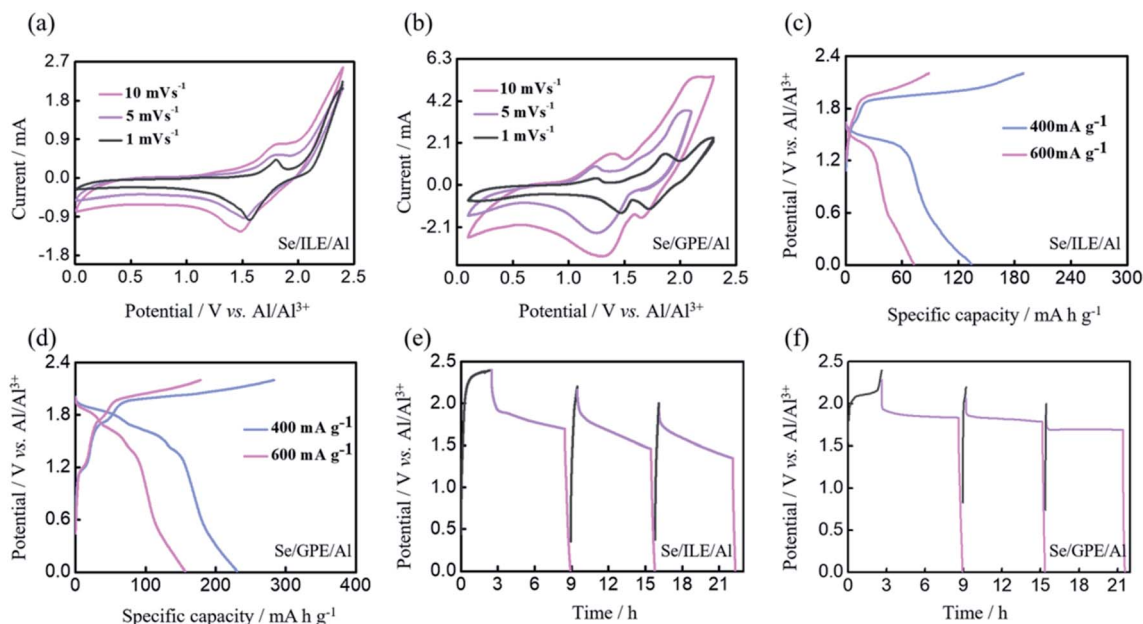 (a)
2.7
1.8
0.9
0.0
-0.9
-1.8
Current / mA
10 mVs⁻¹
5 mVs⁻¹
1 mVs⁻¹
Se/ILE/Al
0.0 0.5 1.0 1.5 2.0 2.5
Potential / V vs. Al/Al³⁺
(b)
6.3
4.2
2.1
0.0
-2.1
Current / mA
10 mVs⁻¹
5 mVs⁻¹
1 mVs⁻¹
Se/GPE/Al
0.0 0.5 1.0 1.5 2.0 2.5
Potential / V vs. Al/Al³⁺
(c)
2.4
1.8
1.2
0.6
0.0
Potential / V vs. Al/Al³⁺
400mA g⁻¹
600mA g⁻¹
Se/ILE/Al
0 60 120 180 240 300
Specific capacity / mA h g⁻¹
(d)
2.4
1.8
1.2
0.6
0.0
Potential / V vs. Al/Al³⁺
400 mA g⁻¹
600 mA g⁻¹
Se/GPE/Al
0 100 200 300 400
Specific capacity / mA h g⁻¹
(e)
2.5
2.0
1.5
1.0
0.5
0.0
Potential / V vs. Al/Al³⁺
Se/ILE/Al
0 3 6 9 12 15 18 21
Time / h
(f)
2.5
2.0
1.5
1.0
0.5
0.0
Potential / V vs. Al/Al³⁺
Se/GPE/Al
0 3 6 9 12 15 18 21
Time / h